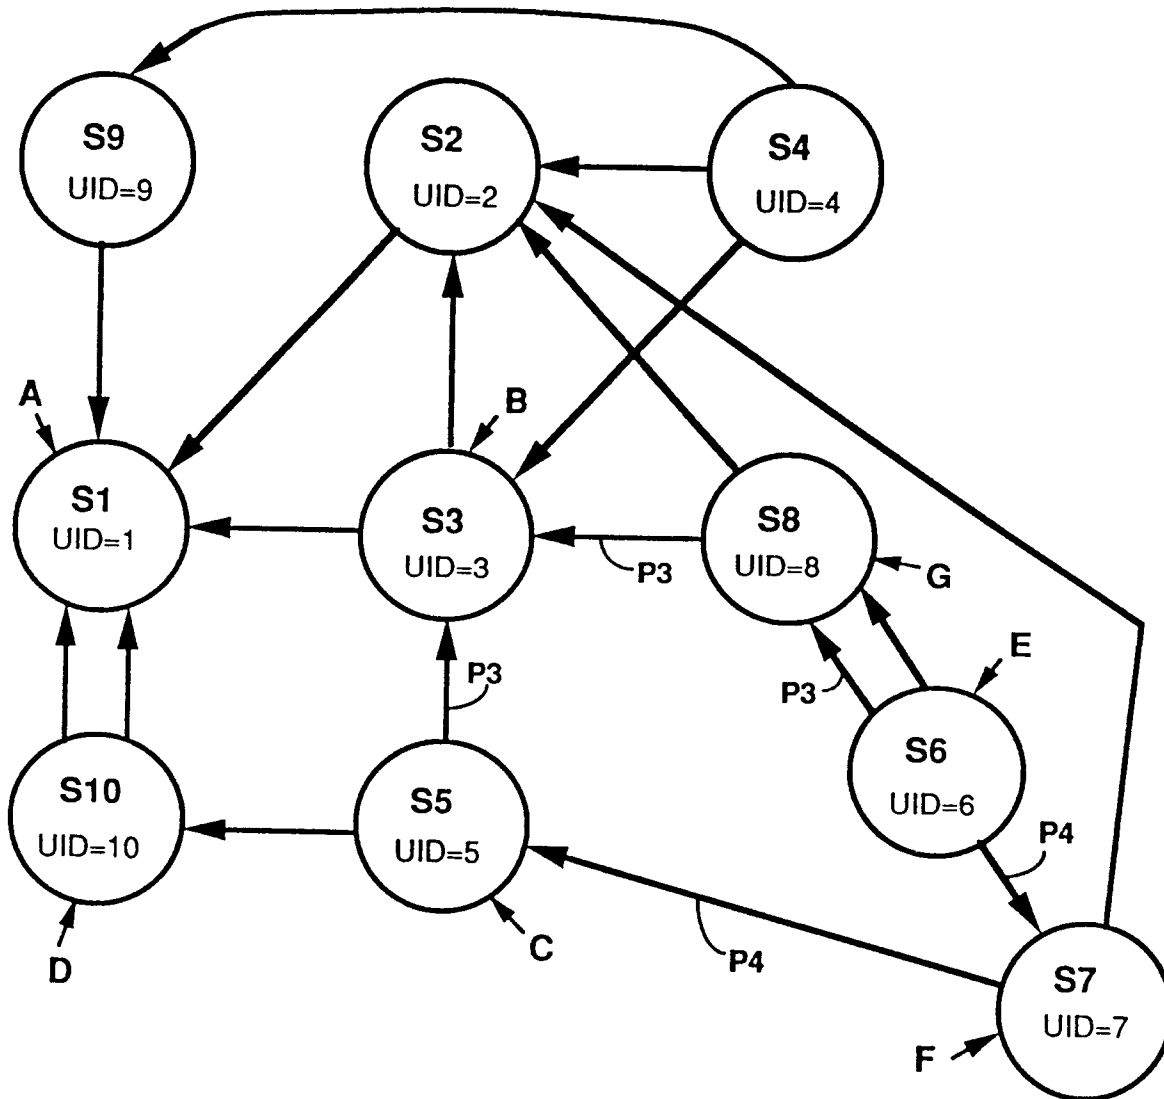 S9
UID=9
S2
UID=2
S4
UID=4
A
B
S1
UID=1
S3
UID=3
S8
UID=8
P3
G
E
P3
P3
S6
UID=6
S10
UID=10
S5
UID=5
P4
C
D
P4
S7
UID=7
F